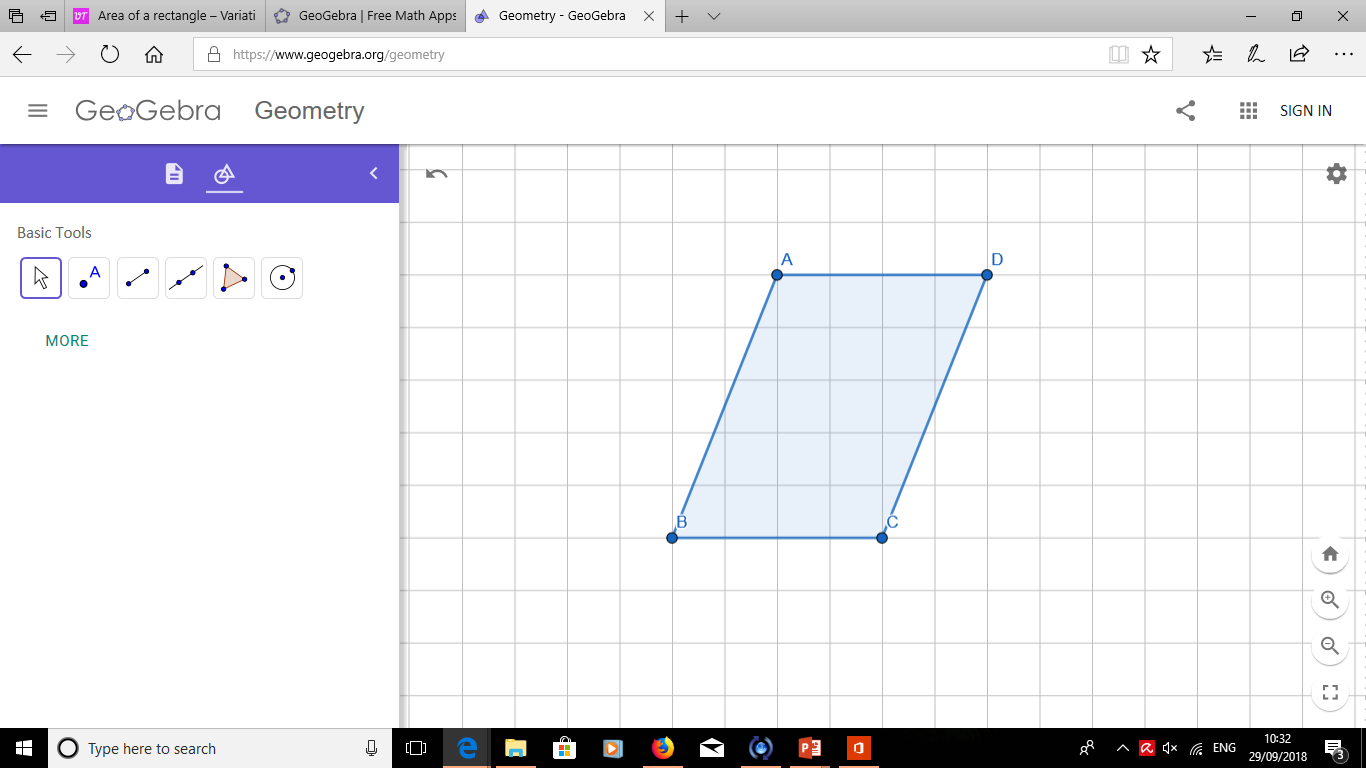 Area of a rectangle – Variati
GeoGebra | Free Math Apps
Geometry - GeoGebra
https://www.geogebra.org/geometry
GeoGebra
Geometry
SIGN IN
Basic Tools
A
MORE
A
D
B
C
Type here to search
ENG
10:32
29/09/2018
3